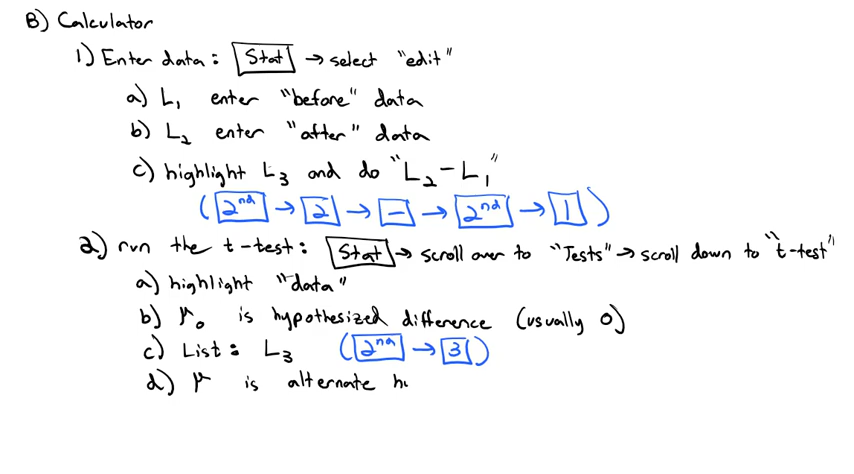 B) Calculator
1) Enter data: Stat → select "edit"
a) L₁ enter "before" data
b) L₂ enter "after" data
c) highlight L₃ and do "L₂ - L₁"
(2nd → 2 → - → 2nd → 1)
2) run the t-test: Stat → scroll over to "Tests" → scroll down to "t-test"
a) highlight "data"
b) μ₀ is hypothesized difference (usually 0)
c) List: L₃ (2nd → 3)
d) μ is alternate